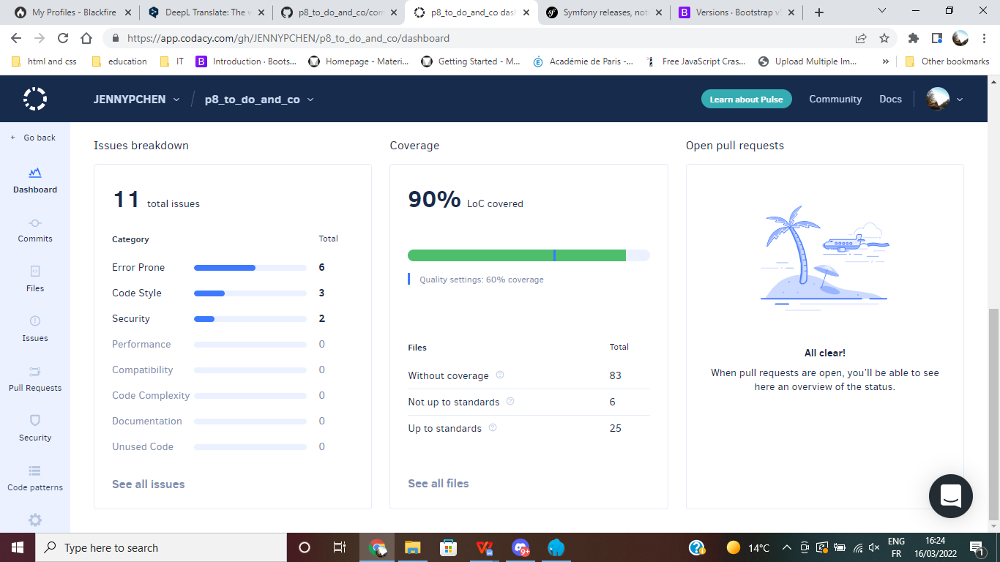 My Profiles - Blackfire
DeepL Translate: The w
p8_to_do_and_co/com
p8_to_do_and_co das
Symfony releases, not
Versions · Bootstrap v
https://app.codacy.com/gh/JENNYPCHEN/p8_to_do_and_co/dashboard
html and css
education
IT
Introduction · Boots...
Homepage - Materi...
Getting Started - M...
Académie de Paris -...
Free JavaScript Cras...
Upload Multiple Im...
»
Other bookmarks
JENNYPCHEN / p8_to_do_and_co
Learn about Pulse
Community
Docs
Go back
Dashboard
Commits
Files
Issues
Pull Requests
Security
Code patterns
Issues breakdown
11 total issues
Category Total
Error Prone 6
Code Style 3
Security 2
Performance 0
Compatibility 0
Code Complexity 0
Documentation 0
Unused Code 0
See all issues
Coverage
90% LoC covered
Quality settings: 60% coverage
Files Total
Without coverage 83
Not up to standards 6
Up to standards 25
See all files
Open pull requests
All clear!
When pull requests are open, you'll be able to see
here an overview of the status.
Type here to search
9+
14°C
ENG
FR
16:24
16/03/2022
1